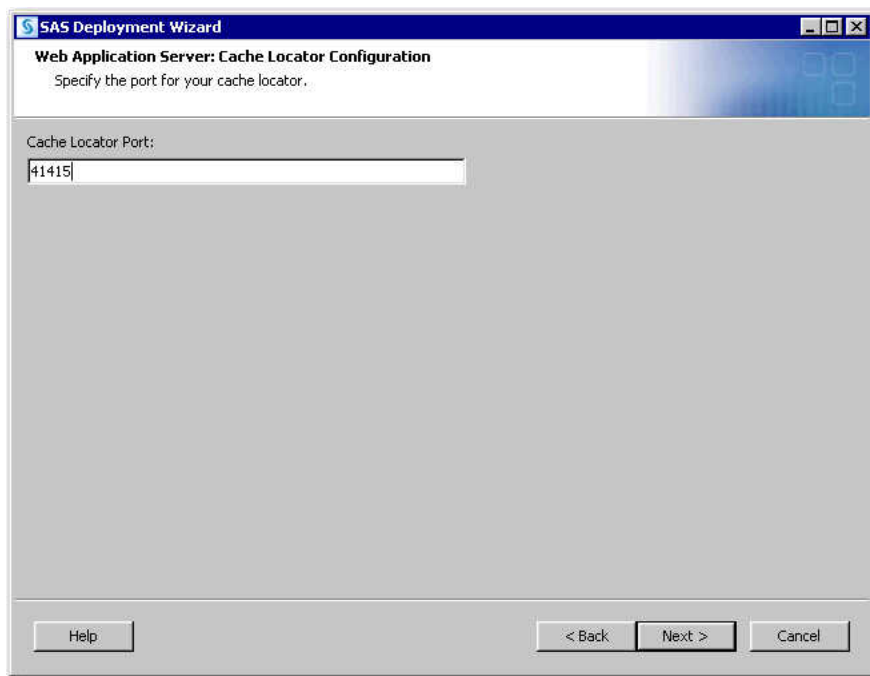 SAS Deployment Wizard
Web Application Server: Cache Locator Configuration
Specify the port for your cache locator.
Cache Locator Port:
41415
Help
< Back
Next >
Cancel